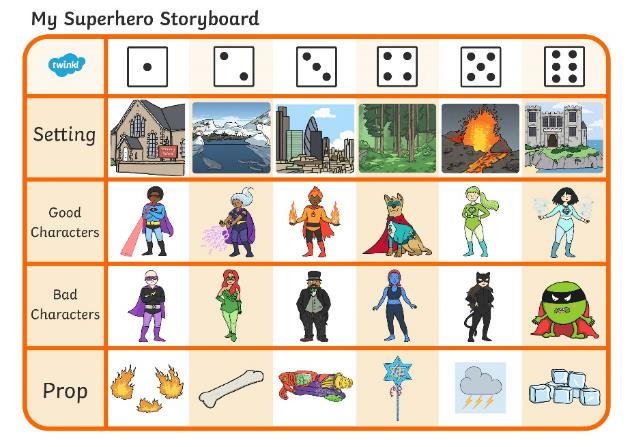 My Superhero Storyboard
twinkl
Setting
Good
Characters
Bad
Characters
Prop